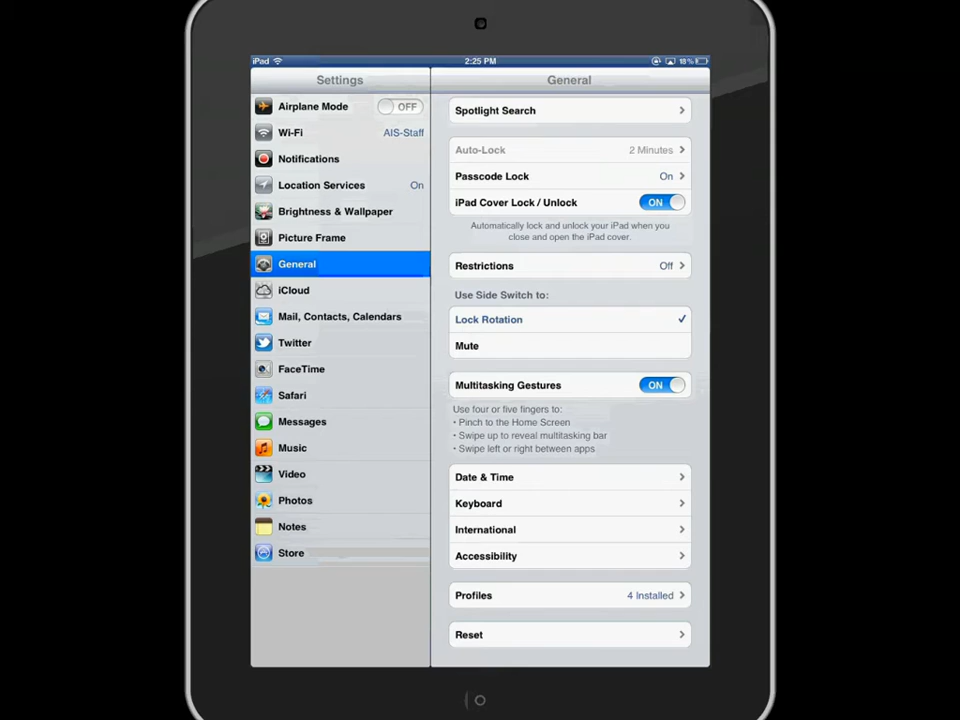 iPad
2:25 PM
18%
Settings
General
Airplane Mode OFF
Wi-Fi AIS-Staff
Notifications
Location Services On
Brightness & Wallpaper
Picture Frame
General
iCloud
Mail, Contacts, Calendars
Twitter
FaceTime
Safari
Messages
Music
Video
Photos
Notes
Store
Spotlight Search
Auto-Lock 2 Minutes
Passcode Lock On
iPad Cover Lock / Unlock ON
Automatically lock and unlock your iPad when you
close and open the iPad cover.
Restrictions Off
Use Side Switch to:
Lock Rotation
Mute
Multitasking Gestures ON
Use four or five fingers to:
• Pinch to the Home Screen
• Swipe up to reveal multitasking bar
• Swipe left or right between apps
Date & Time
Keyboard
International
Accessibility
Profiles 4 Installed
Reset